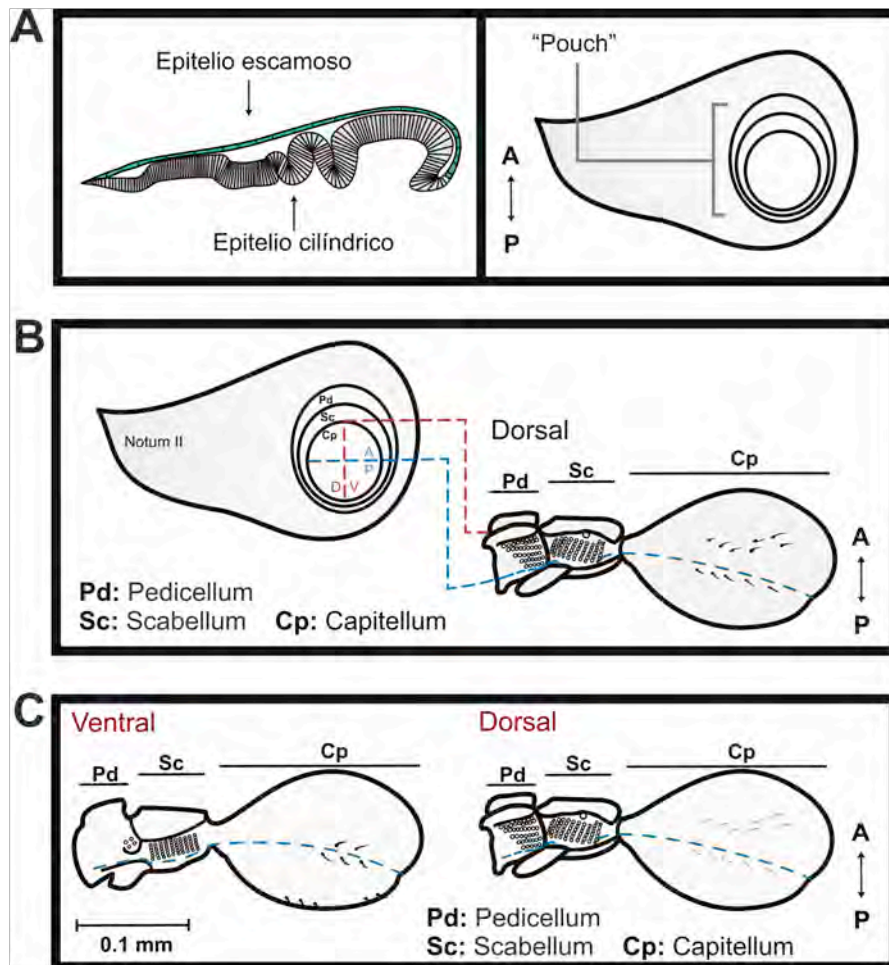 A
Epitelio escamoso
Epitelio cilíndrico
“Pouch”
A
P
B
Notum II
Pd
Sc
Cp
A
P
D V
Dorsal
Pd
Sc
Cp
A
P
Pd: Pedicellum
Sc: Scabellum Cp: Capitellum
C
Ventral
Pd
Sc
Cp
0.1 mm
Dorsal
Pd
Sc
Cp
A
P
Pd: Pedicellum
Sc: Scabellum Cp: Capitellum